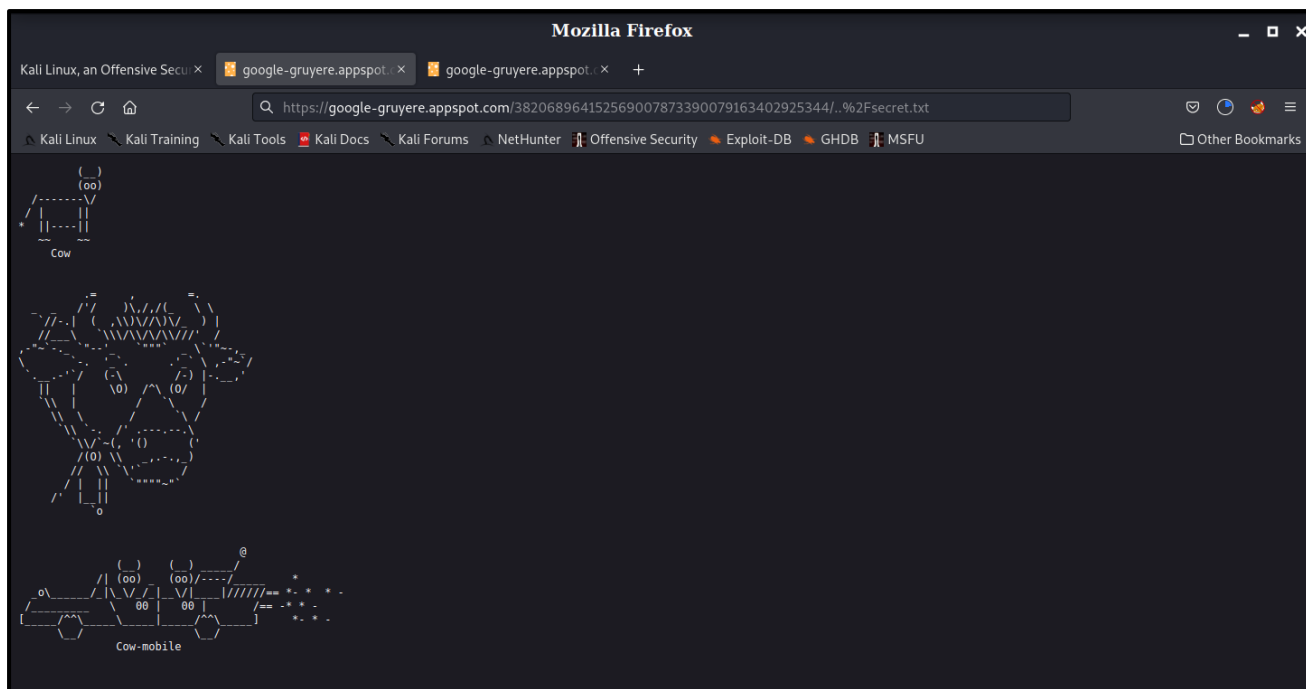 Mozilla Firefox
Kali Linux, an Offensive Secu
google-gruyere.appspot.c
google-gruyere.appspot.c
https://google-gruyere.appspot.com/382068964152569007873390079163402925344/..%2Fsecret.txt
Kali Linux Kali Training Kali Tools Kali Docs Kali Forums NetHunter Offensive Security Exploit-DB GHDB MSFU Other Bookmarks
Cow
Cow-mobile